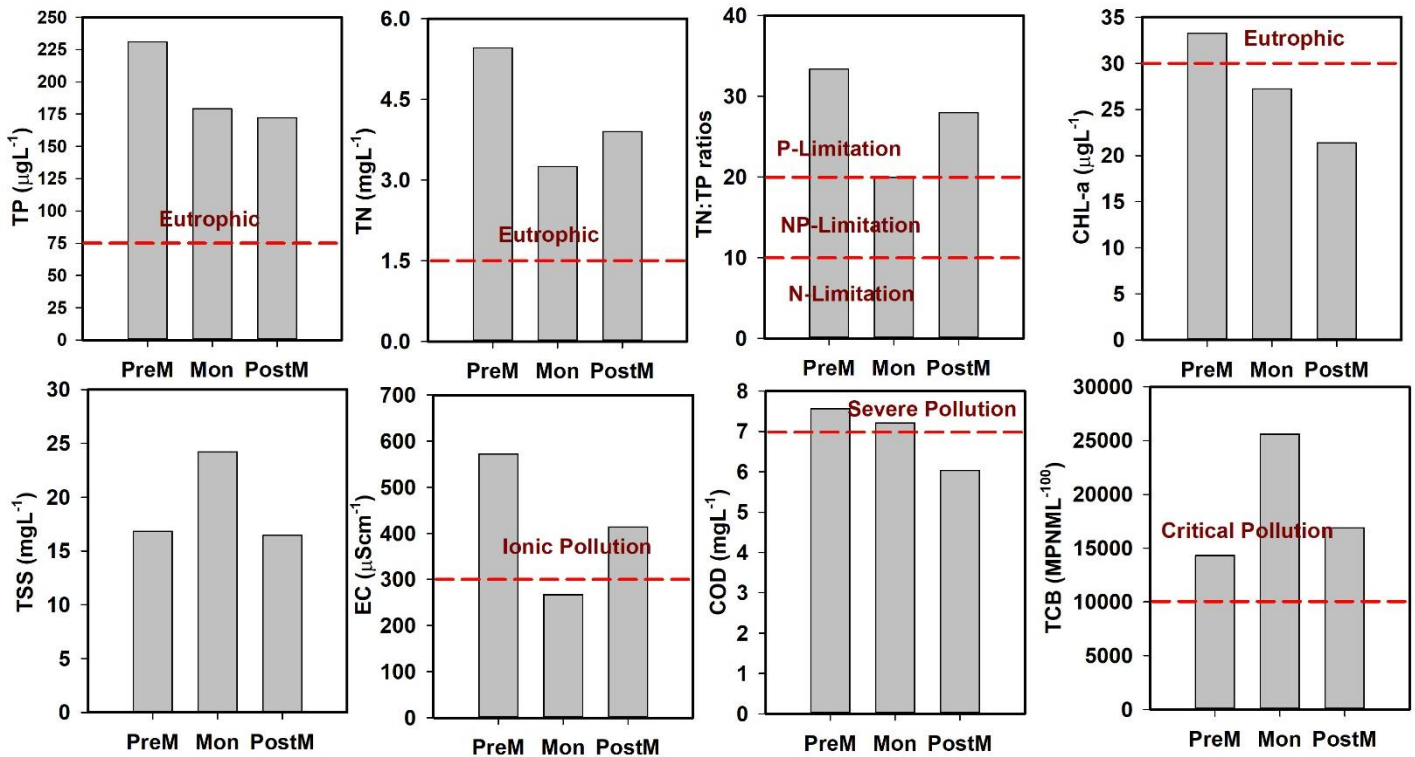 TP (µgL⁻¹)
250
225
200
175
150
125
100
75
50
25
0
Eutrophic
PreM Mon PostM
TN (mgL⁻¹)
6.0
4.5
3.0
1.5
0.0
Eutrophic
PreM Mon PostM
TN:TP ratios
40
30
20
10
0
P-Limitation
NP-Limitation
N-Limitation
PreM Mon PostM
CHL-a (µgL⁻¹)
35
30
25
20
15
10
5
0
Eutrophic
PreM Mon PostM
TSS (mgL⁻¹)
30
25
20
15
10
5
0
PreM Mon PostM
EC (µScm⁻¹)
700
600
500
400
300
200
100
0
Ionic Pollution
PreM Mon PostM
COD (mgL⁻¹)
8
7
6
5
4
3
2
1
0
Severe Pollution
PreM Mon PostM
TCB (MPNML⁻¹⁰⁰)
30000
25000
20000
15000
10000
5000
0
Critical Pollution
PreM Mon PostM